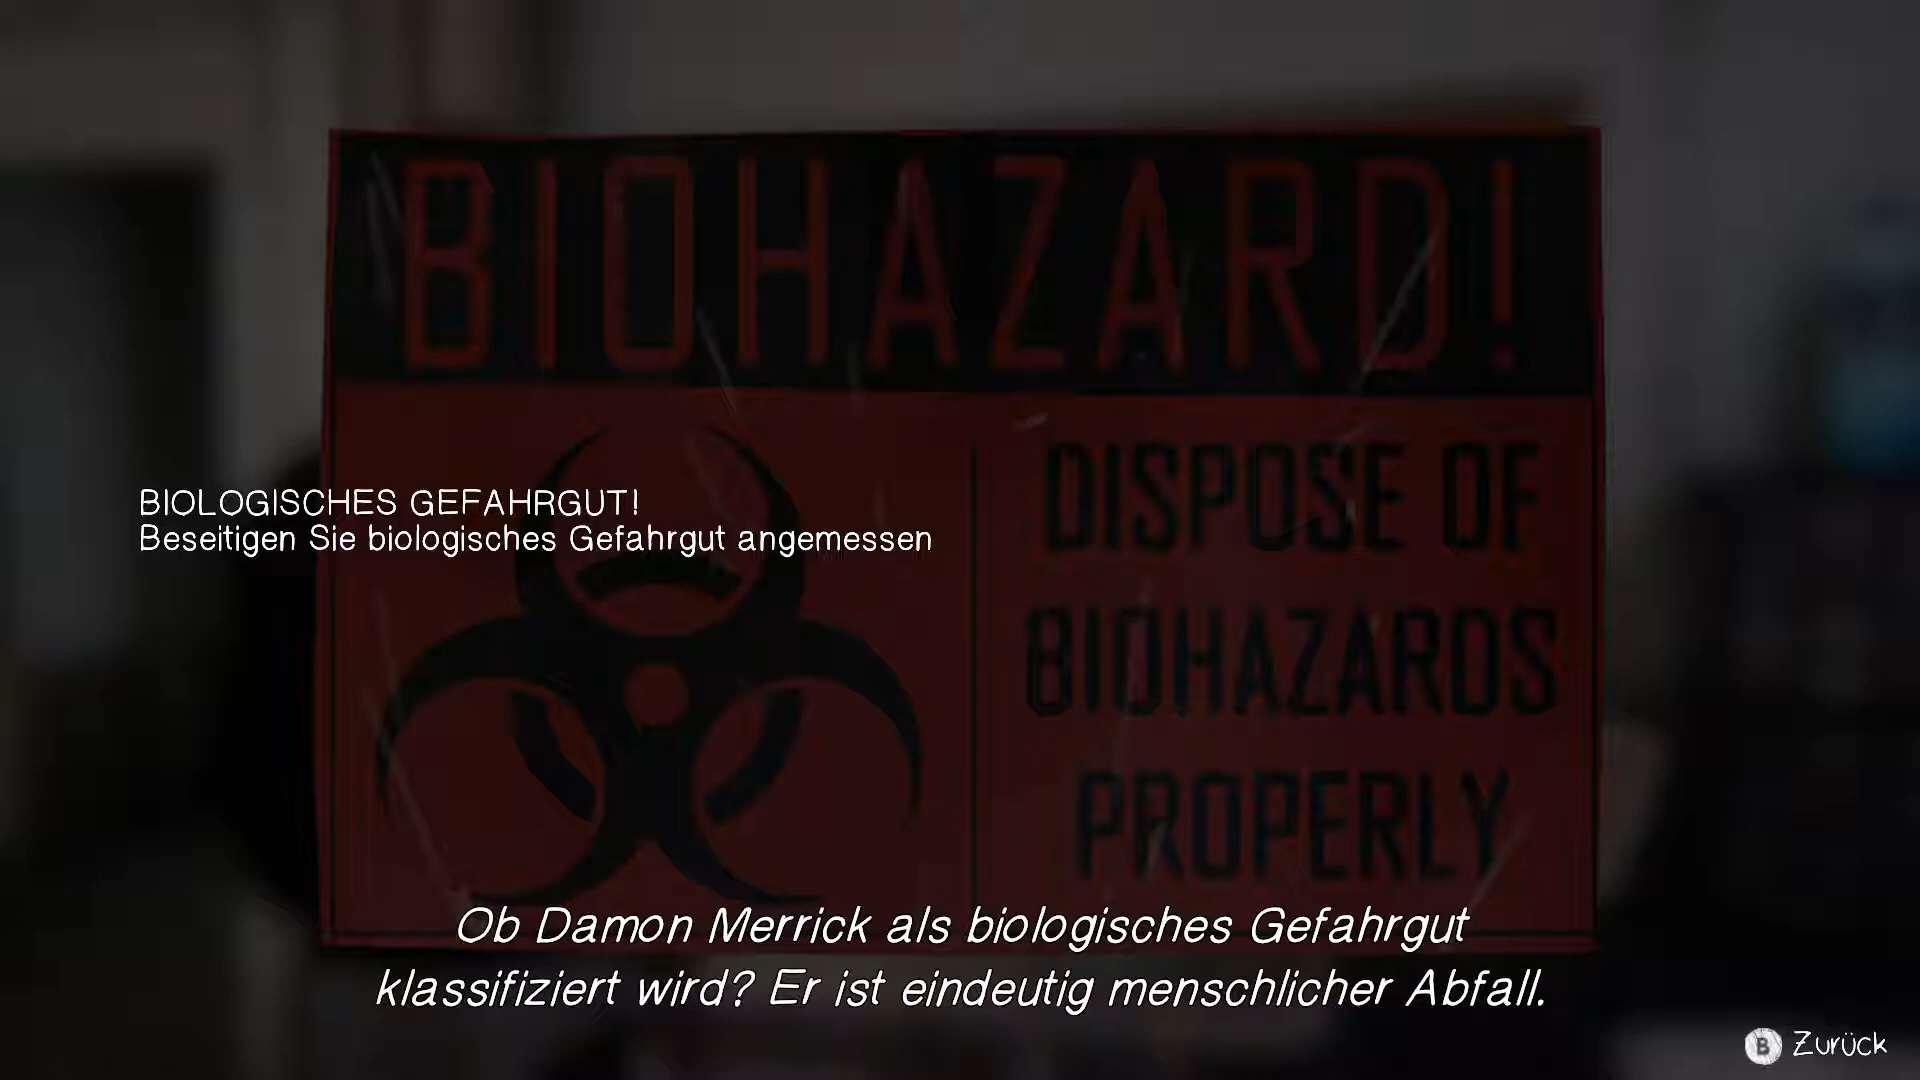 BIOHAZARD!
DISPOSE OF
BIOHAZARDS
PROPERLY
BIOLOGISCHES GEFAHRGUT!
Beseitigen Sie biologisches Gefahrgut angemessen
Ob Damon Merrick als biologisches Gefahrgut
klassifiziert wird? Er ist eindeutig menschlicher Abfall.
B Zurück